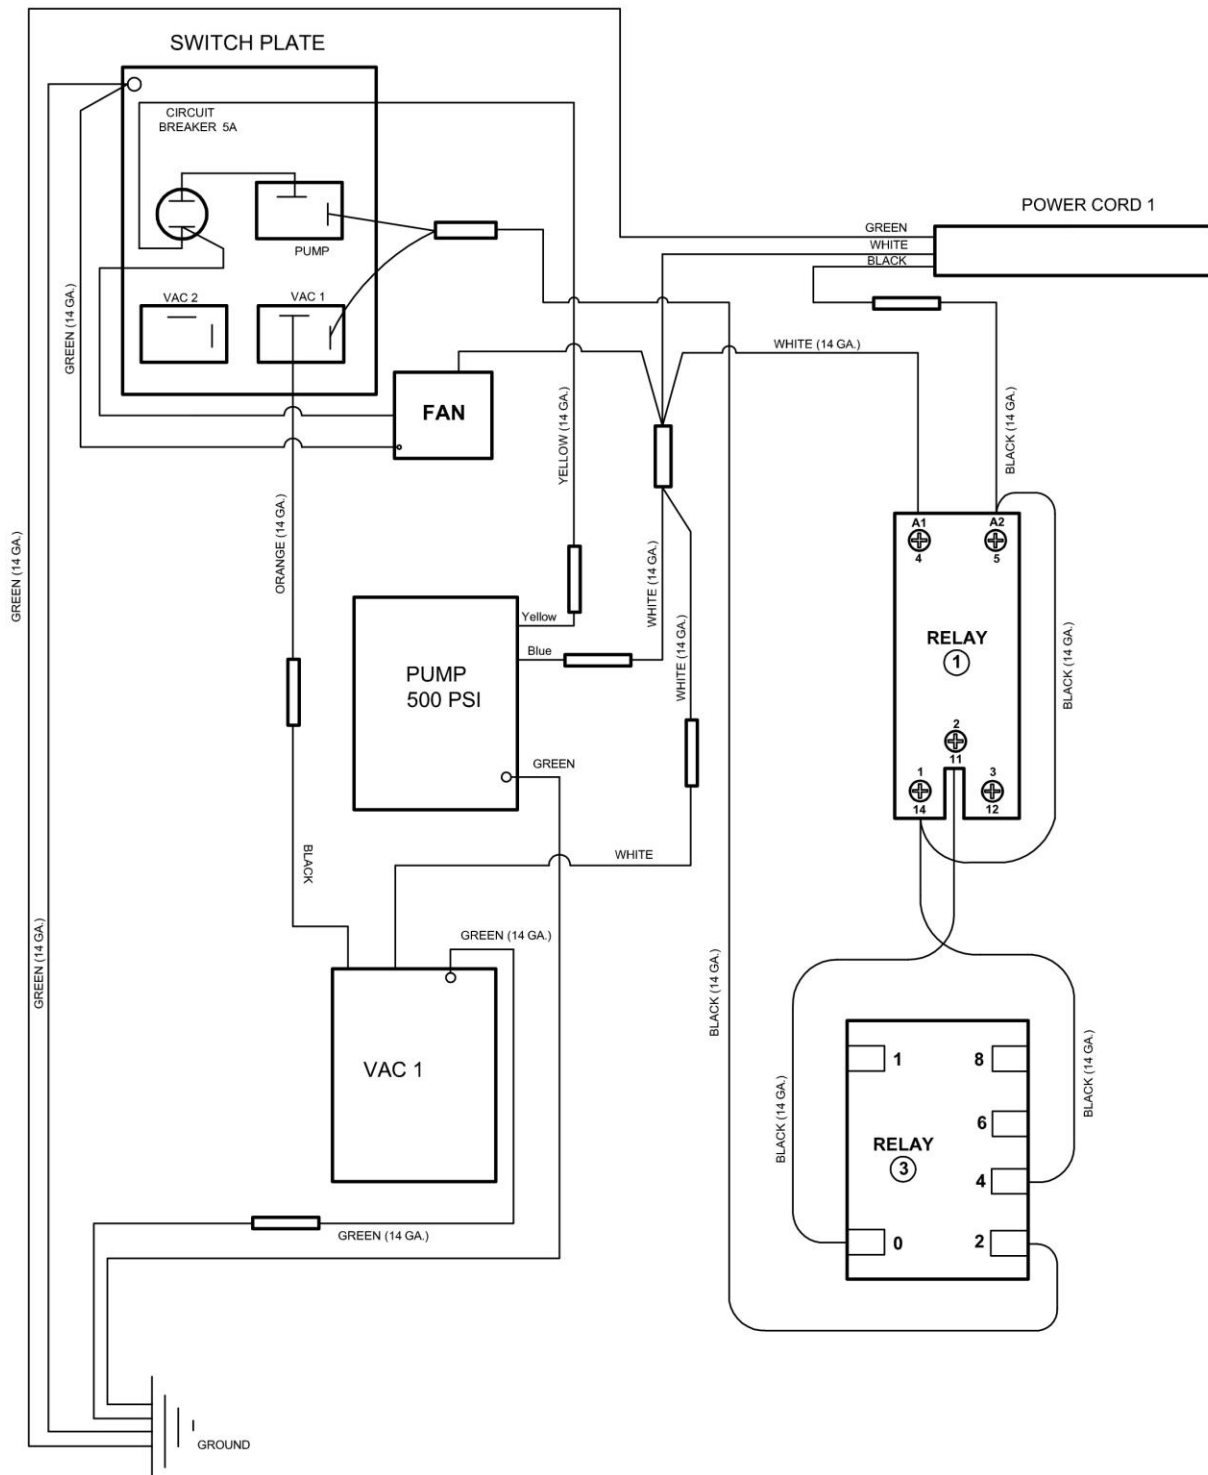 SWITCH PLATE
CIRCUIT
BREAKER 5A
PUMP
VAC 2
VAC 1
POWER CORD 1
GREEN
WHITE
BLACK
GREEN (14 GA.)
FAN
WHITE (14 GA.)
YELLOW (14 GA.)
BLACK (14 GA.)
ORANGE (14 GA.)
GREEN (14 GA.)
A1
4
A2
5
RELAY
1
2
11
1
14
3
12
BLACK (14 GA.)
WHITE (14 GA.)
WHITE (14 GA.)
Yellow
Blue
PUMP
500 PSI
GREEN
BLACK
WHITE
GREEN (14 GA.)
GREEN (14 GA.)
VAC 1
BLACK (14 GA.)
BLACK (14 GA.)
BLACK (14 GA.)
1
8
6
RELAY
3
4
0
2
GREEN (14 GA.)
GROUND